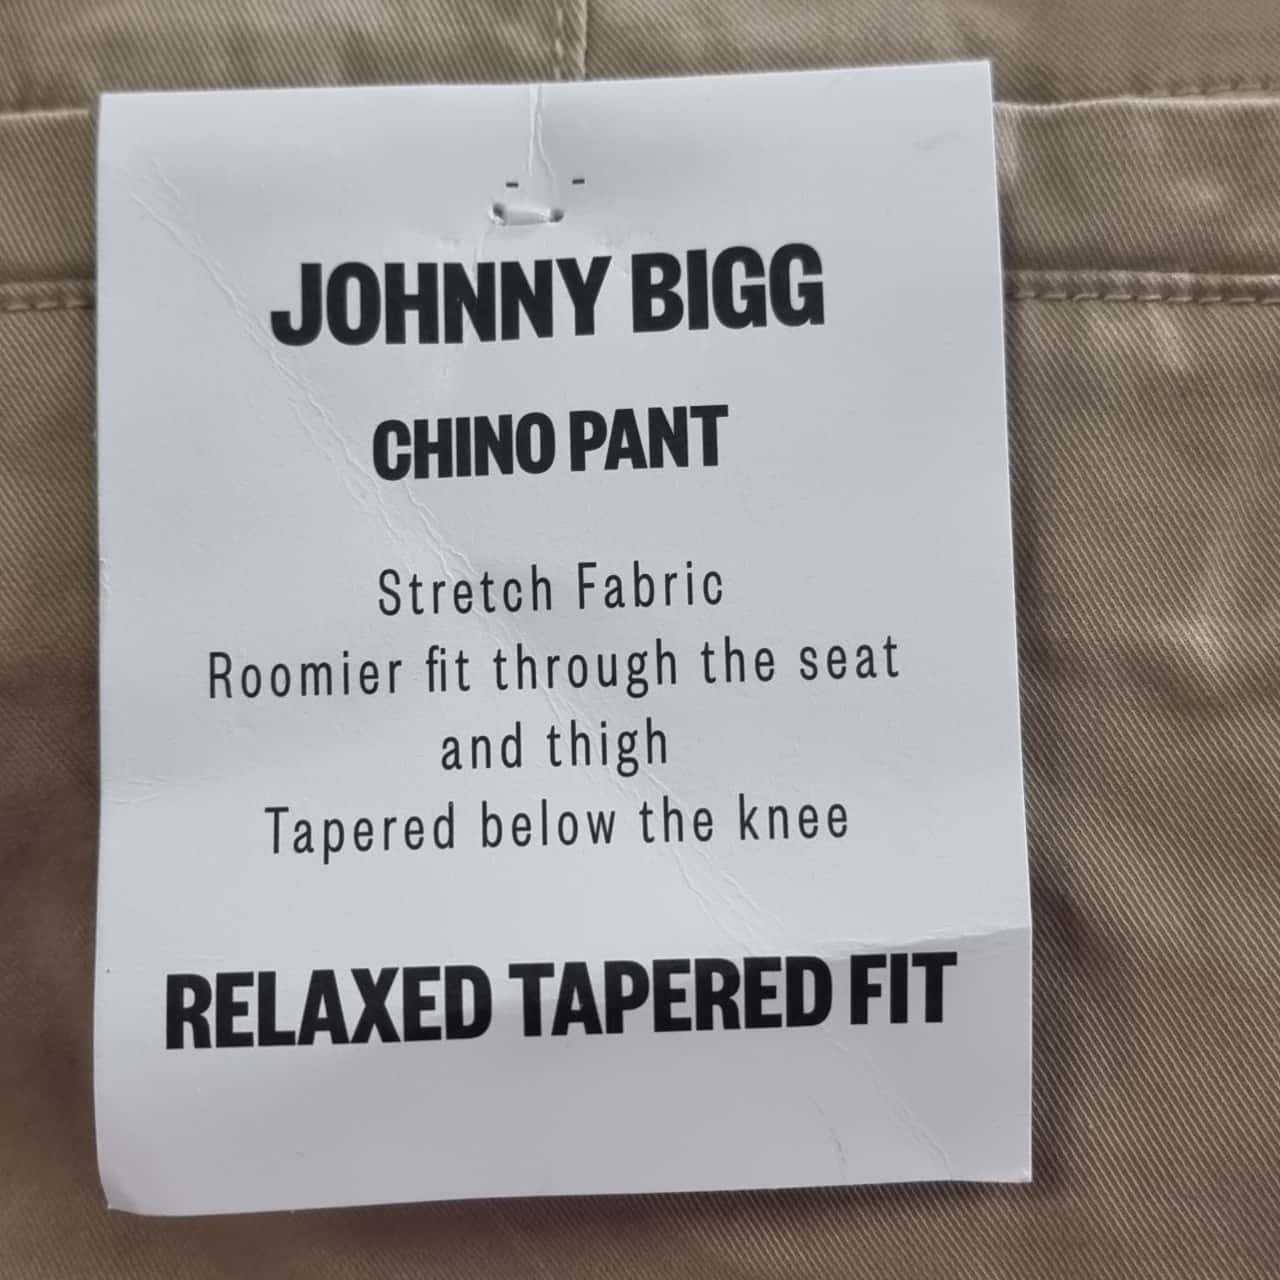 JOHNNY BIGG
CHINO PANT
Stretch Fabric
Roomier fit through the seat
and thigh
Tapered below the knee
RELAXED TAPERED FIT